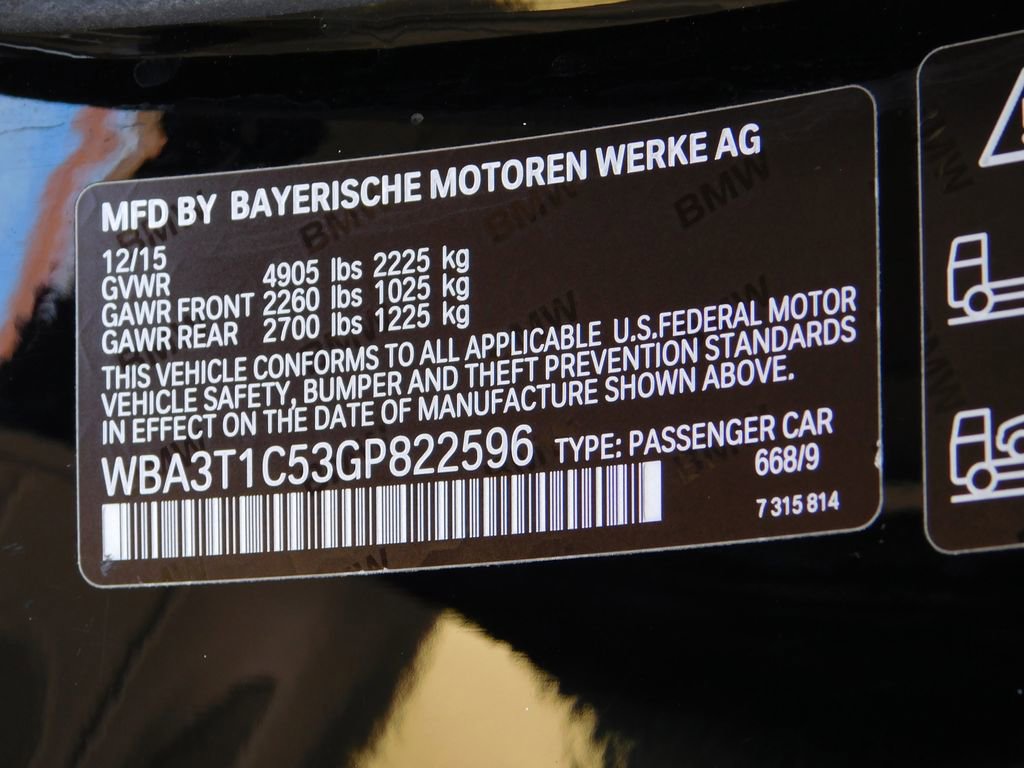 MFD BY BAYERISCHE MOTOREN WERKE AG
12/15
GVWR 4905 lbs 2225 kg
GAWR FRONT 2260 lbs 1025 kg
GAWR REAR 2700 lbs 1225 kg
THIS VEHICLE CONFORMS TO ALL APPLICABLE U.S.FEDERAL MOTOR
VEHICLE SAFETY, BUMPER AND THEFT PREVENTION STANDARDS
IN EFFECT ON THE DATE OF MANUFACTURE SHOWN ABOVE.
WBA3T1C53GP822596 TYPE: PASSENGER CAR
668/9
7 315 814